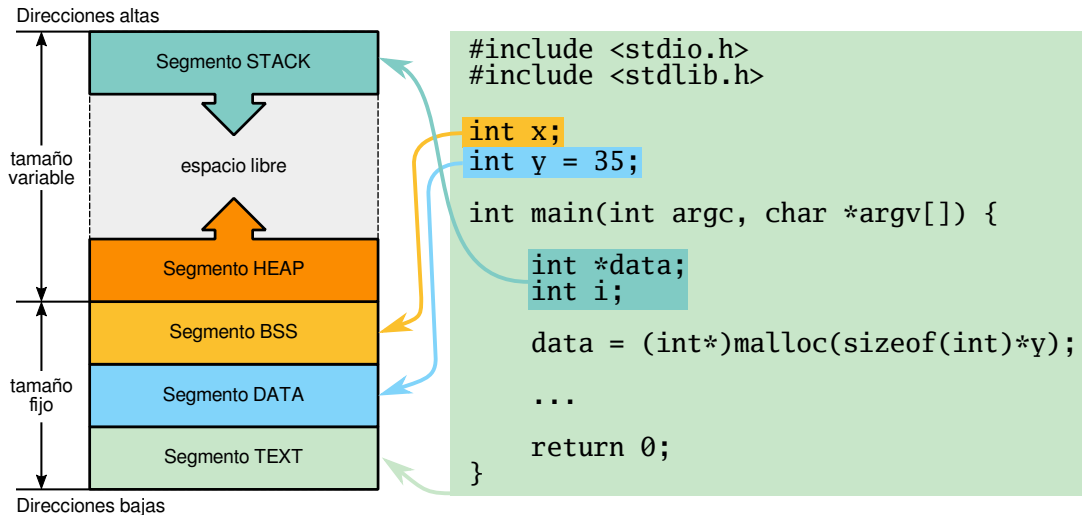 Direcciones altas
Segmento STACK
espacio libre
tamaño
variable
Segmento HEAP
Segmento BSS
tamaño
fijo
Segmento DATA
Segmento TEXT
Direcciones bajas
#include <stdio.h>
#include <stdlib.h>
int x;
int y = 35;
int main(int argc, char *argv[]) {
int *data;
int i;
data = (int*)malloc(sizeof(int)*y);
...
return 0;
}